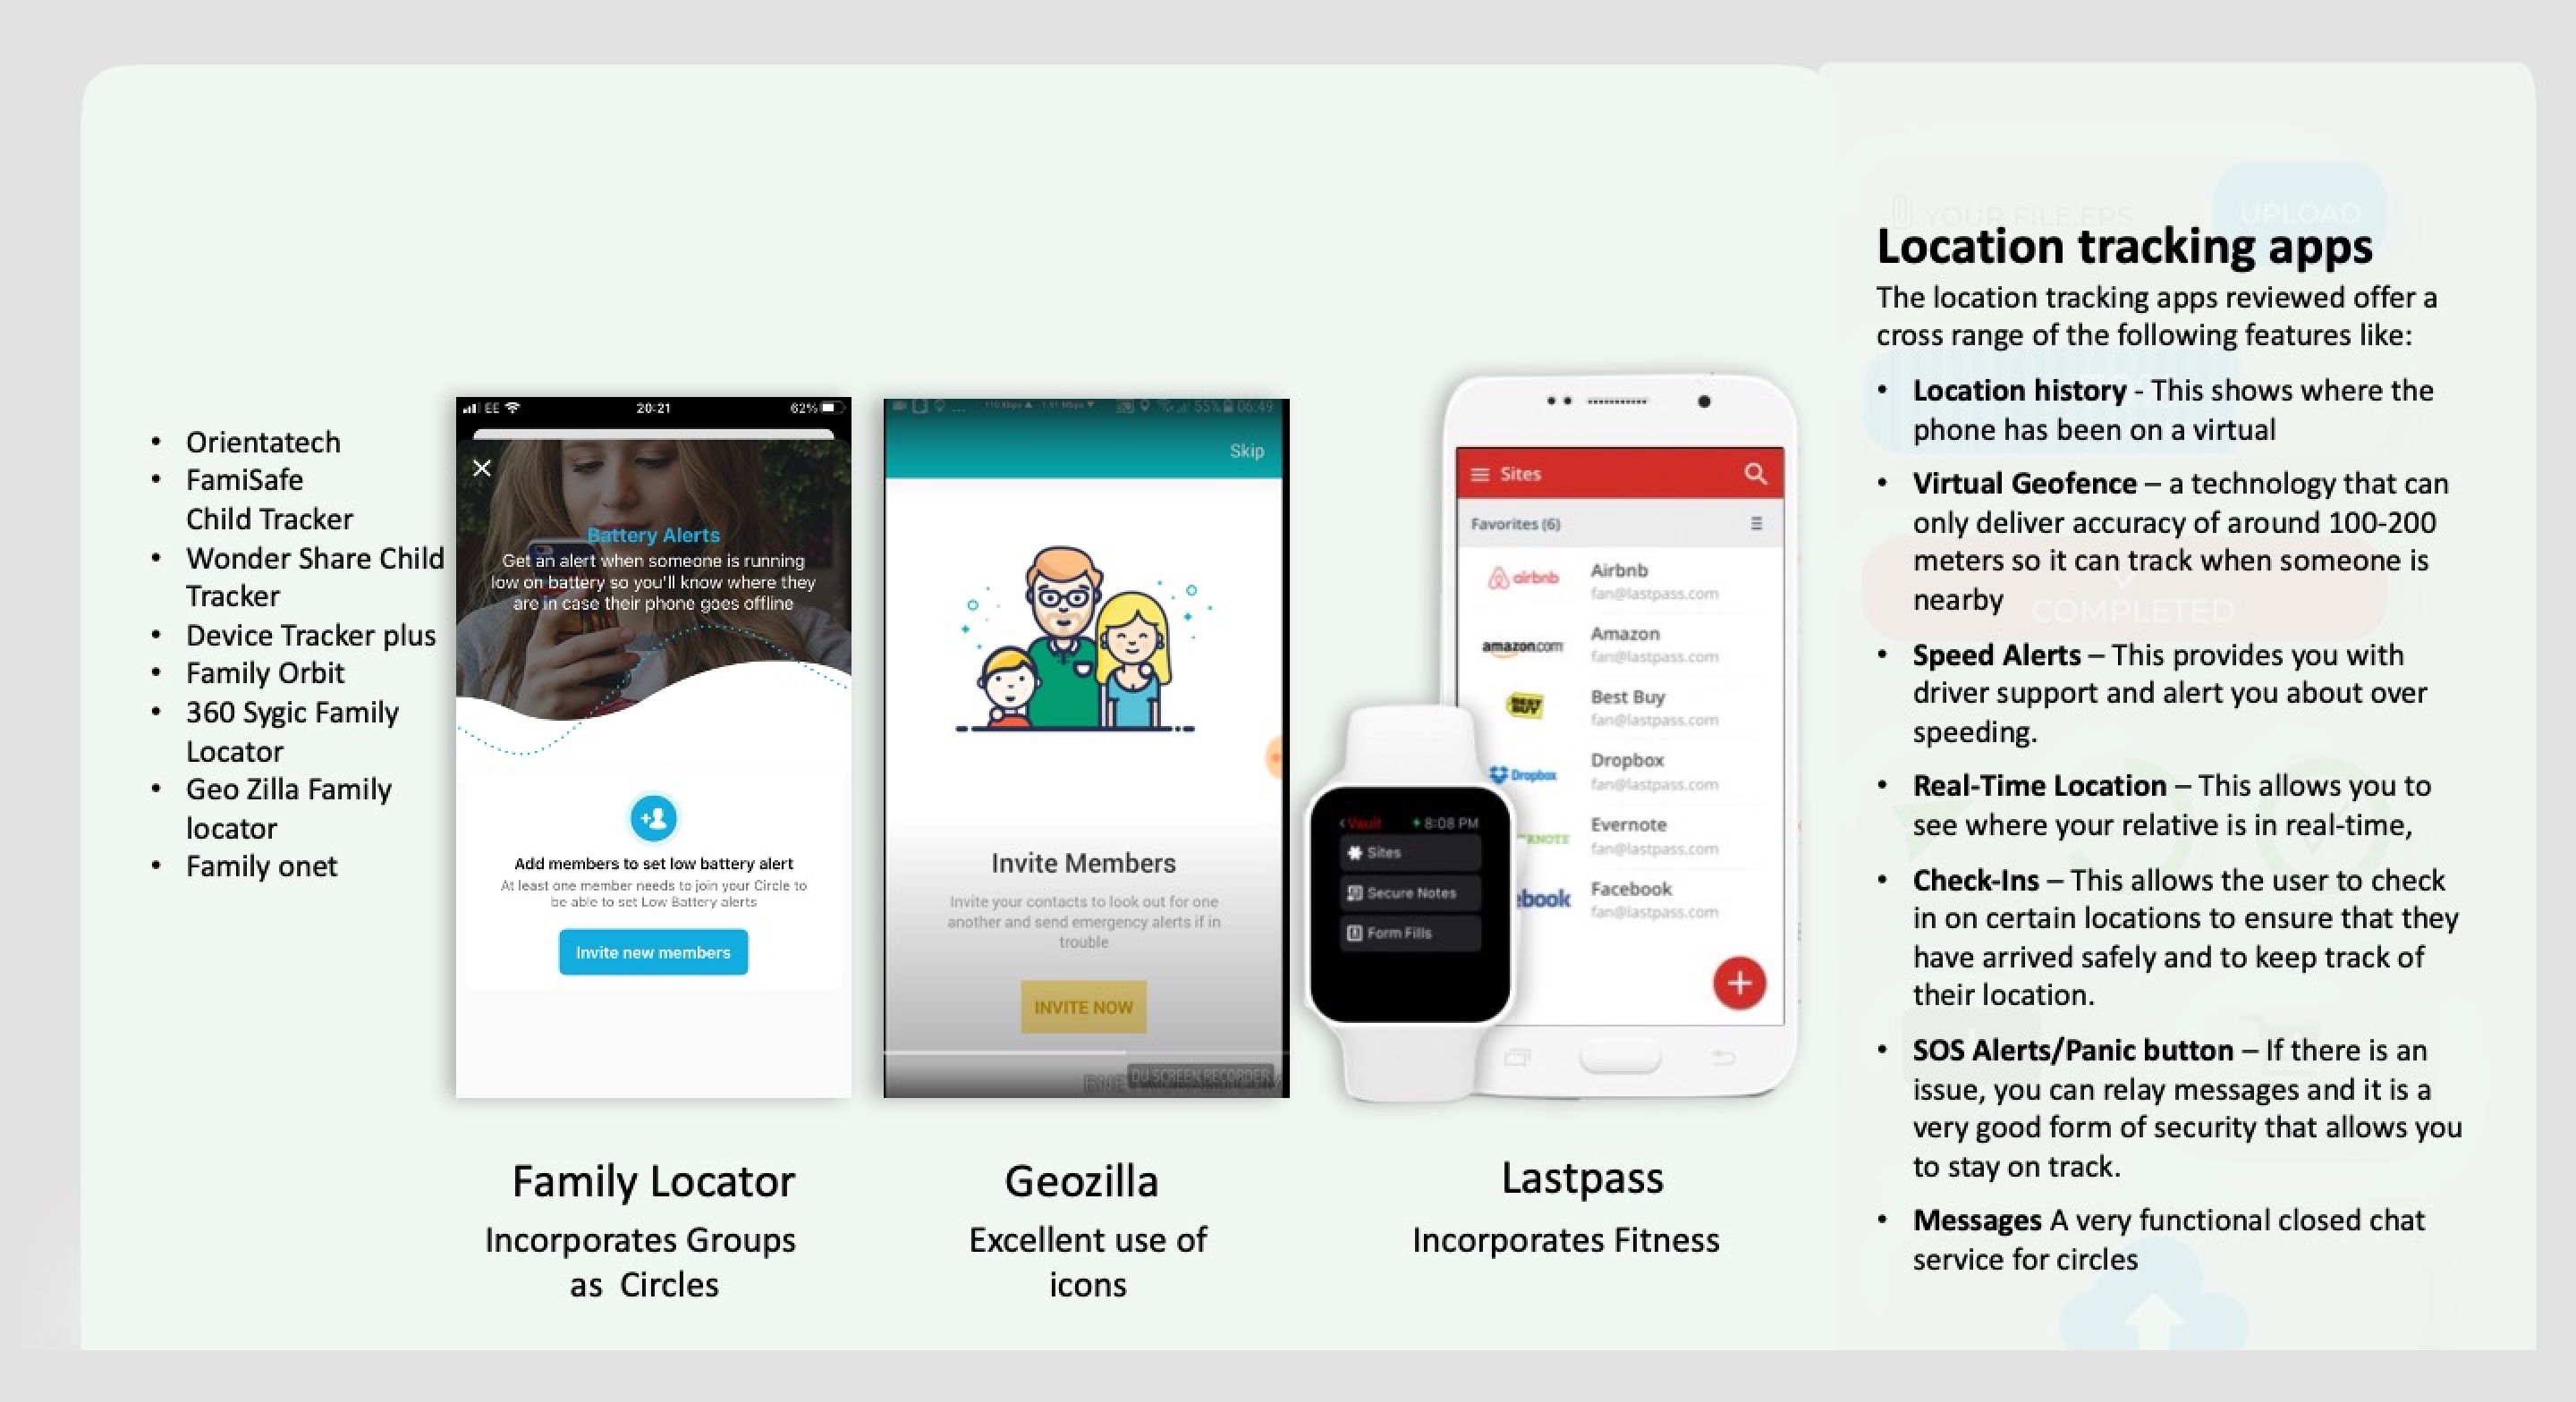 Orientatech
FamiSafe
Child Tracker
Wonder Share Child
Tracker
Device Tracker plus
Family Orbit
360 Sygic Family
Locator
Geo Zilla Family
locator
Family onet
EE
20:21
62%
Battery Alerts
Get an alert when someone is running
low on battery so you'll know where they
are in case their phone goes offline
Add members to set low battery alert
At least one member needs to join your Circle to
be able to set Low Battery alerts
Invite new members
Family Locator
Incorporates Groups
as Circles
55% 06:49
Skip
Invite Members
Invite your contacts to look out for one
another and send emergency alerts if in
trouble
INVITE NOW
DU SCREEN RECORDER
Geozilla
Excellent use of
icons
Sites
Favorites (6)
airbnb
Airbnb
fan@lastpass.com
amazon.com
Amazon
fan@lastpass.com
BEST BUY
Best Buy
fan@lastpass.com
Dropbox
Dropbox
fan@lastpass.com
Evernote
fan@lastpass.com
ebook
Facebook
fan@lastpass.com
Vault
8:08 PM
Sites
Secure Notes
Form Fills
Lastpass
Incorporates Fitness
YOUR FILE.EPS
UPLOAD
Location tracking apps
The location tracking apps reviewed offer a
cross range of the following features like:
• Location history - This shows where the
phone has been on a virtual
• Virtual Geofence – a technology that can
only deliver accuracy of around 100-200
meters so it can track when someone is
nearby
COMPLETED
• Speed Alerts – This provides you with
driver support and alert you about over
speeding.
• Real-Time Location – This allows you to
see where your relative is in real-time,
• Check-Ins – This allows the user to check
in on certain locations to ensure that they
have arrived safely and to keep track of
their location.
• SOS Alerts/Panic button – If there is an
issue, you can relay messages and it is a
very good form of security that allows you
to stay on track.
• Messages A very functional closed chat
service for circles